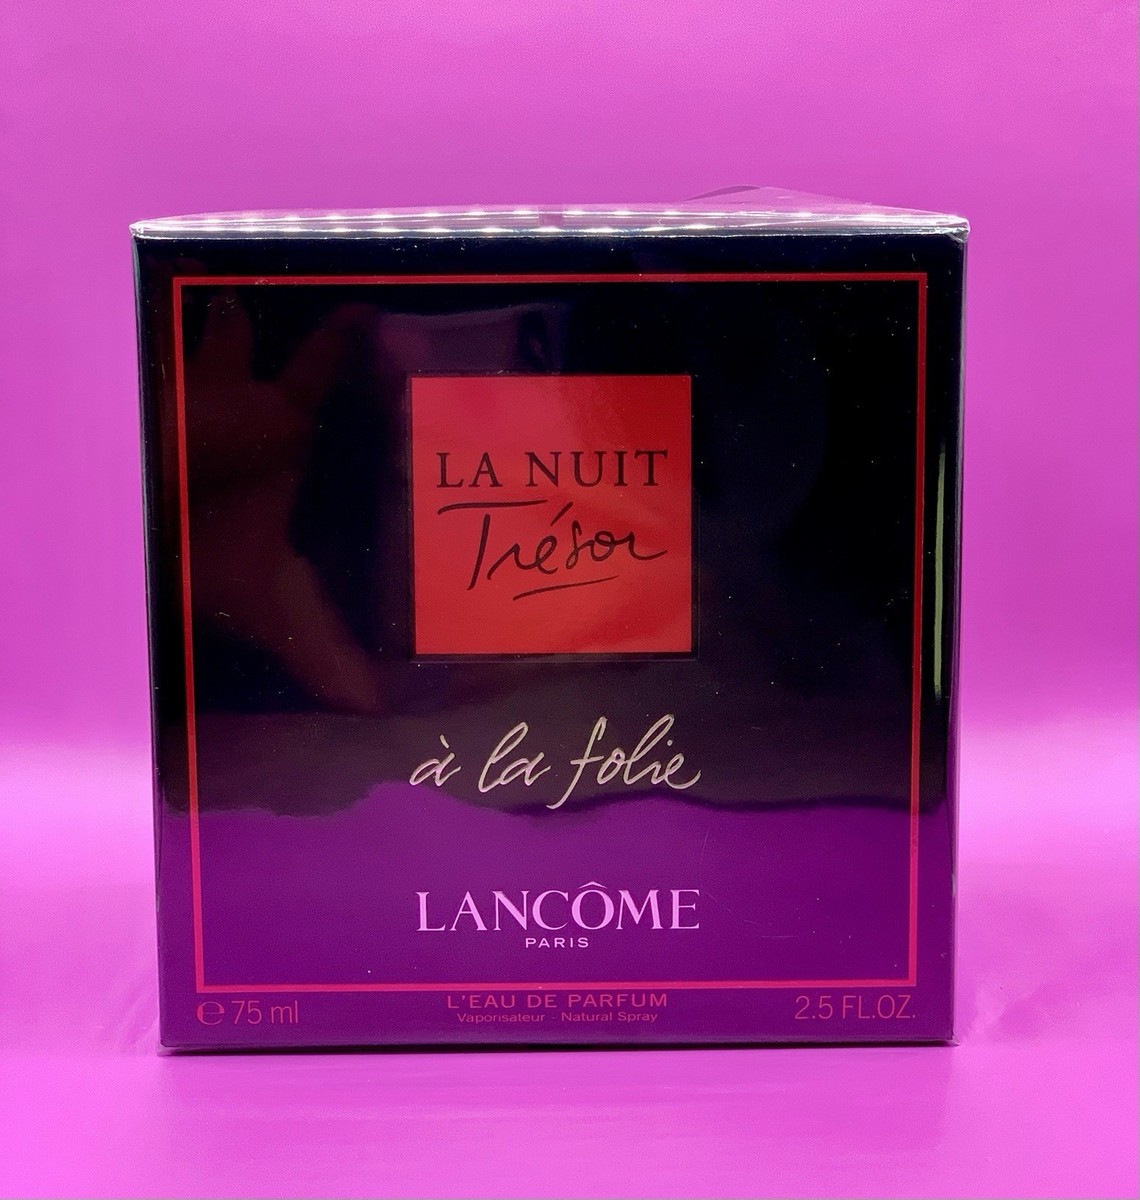 LA NUIT
Trésor
à la folie
LANCÔME
PARIS
℮ 75 ml
L'EAU DE PARFUM
Vaporisateur - Natural Spray
2.5 FL.OZ.